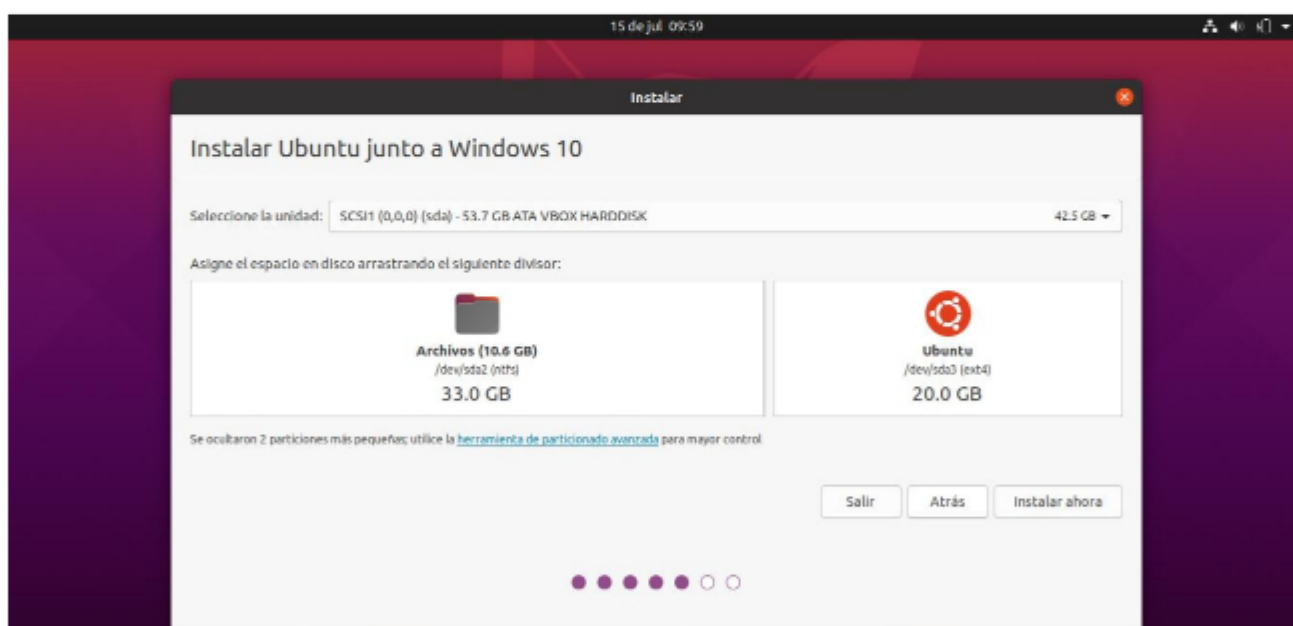 15 de jul 09:59
Instalar
Instalar Ubuntu junto a Windows 10
Seleccione la unidad: SCSI1 (0,0,0) (sda) - 53.7 GB ATA VBOX HARDDISK 42.5 GB
Asigne el espacio en disco arrastrando el siguiente divisor:
Archivos (10.6 GB)
/dev/sda2 (ntfs)
33.0 GB
Ubuntu
/dev/sda3 (ext4)
20.0 GB
Se ocultaron 2 particiones más pequeñas; utilice la herramienta de particionado avanzada para mayor control
Salir Atrás Instalar ahora